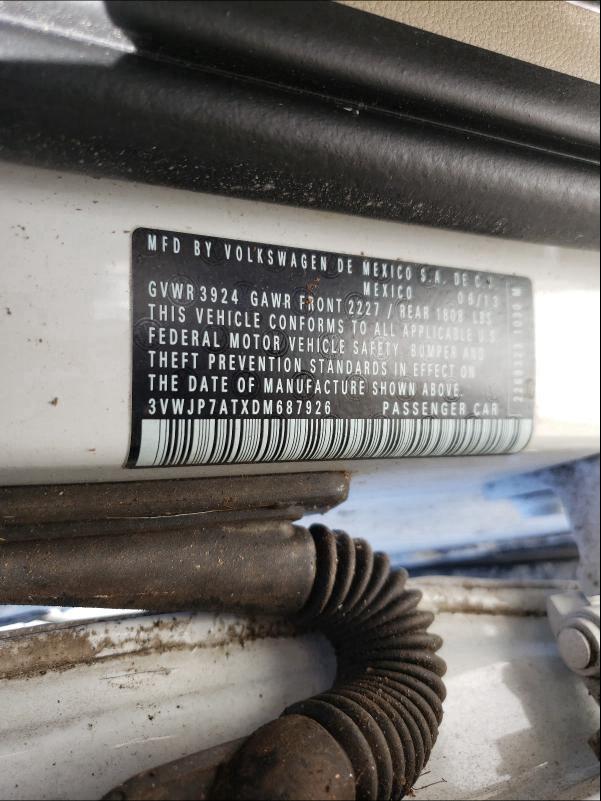 MFD BY VOLKSWAGEN DE MEXICO S.A. DE C.V.
MEXICO 06/13
GVWR 3924 GAWR FRONT 2227 / REAR 1808 LBS
THIS VEHICLE CONFORMS TO ALL APPLICABLE U.S.
FEDERAL MOTOR VEHICLE SAFETY, BUMPER AND
THEFT PREVENTION STANDARDS IN EFFECT ON
THE DATE OF MANUFACTURE SHOWN ABOVE.
3VWJP7ATXDM687926 PASSENGER CAR